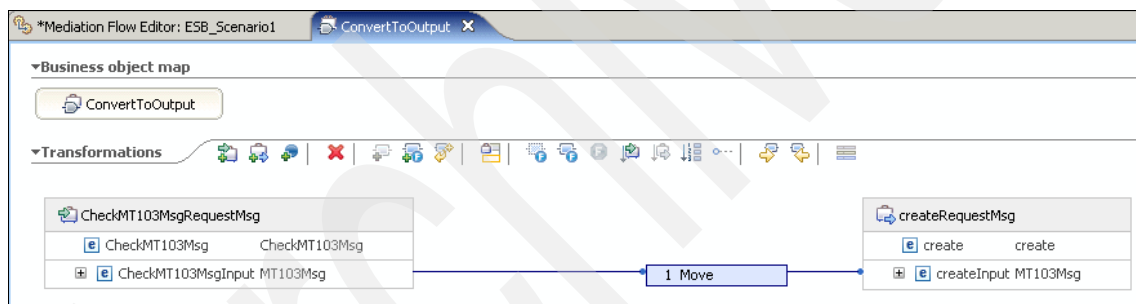 *Mediation Flow Editor: ESB_Scenario1 ConvertToOutput
Business object map
ConvertToOutput
Transformations
CheckMT103MsgRequestMsg createRequestMsg
e CheckMT103Msg CheckMT103Msg e create create
e CheckMT103MsgInput MT103Msg 1 Move e createInput MT103Msg